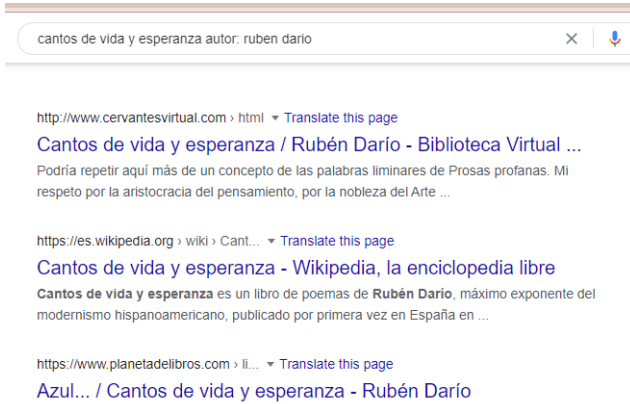 cantos de vida y esperanza autor: ruben dario
http://www.cervantesvirtual.com › html ▾ Translate this page
Cantos de vida y esperanza / Rubén Darío - Biblioteca Virtual ...
Podría repetir aquí más de un concepto de las palabras liminares de Prosas profanas. Mi
respeto por la aristocracia del pensamiento, por la nobleza del Arte ...
https://es.wikipedia.org › wiki › Cant... ▾ Translate this page
Cantos de vida y esperanza - Wikipedia, la enciclopedia libre
Cantos de vida y esperanza es un libro de poemas de Rubén Darío, máximo exponente del
modernismo hispanoamericano, publicado por primera vez en España en ...
https://www.planetadelibros.com › li... ▾ Translate this page
Azul... / Cantos de vida y esperanza - Rubén Darío